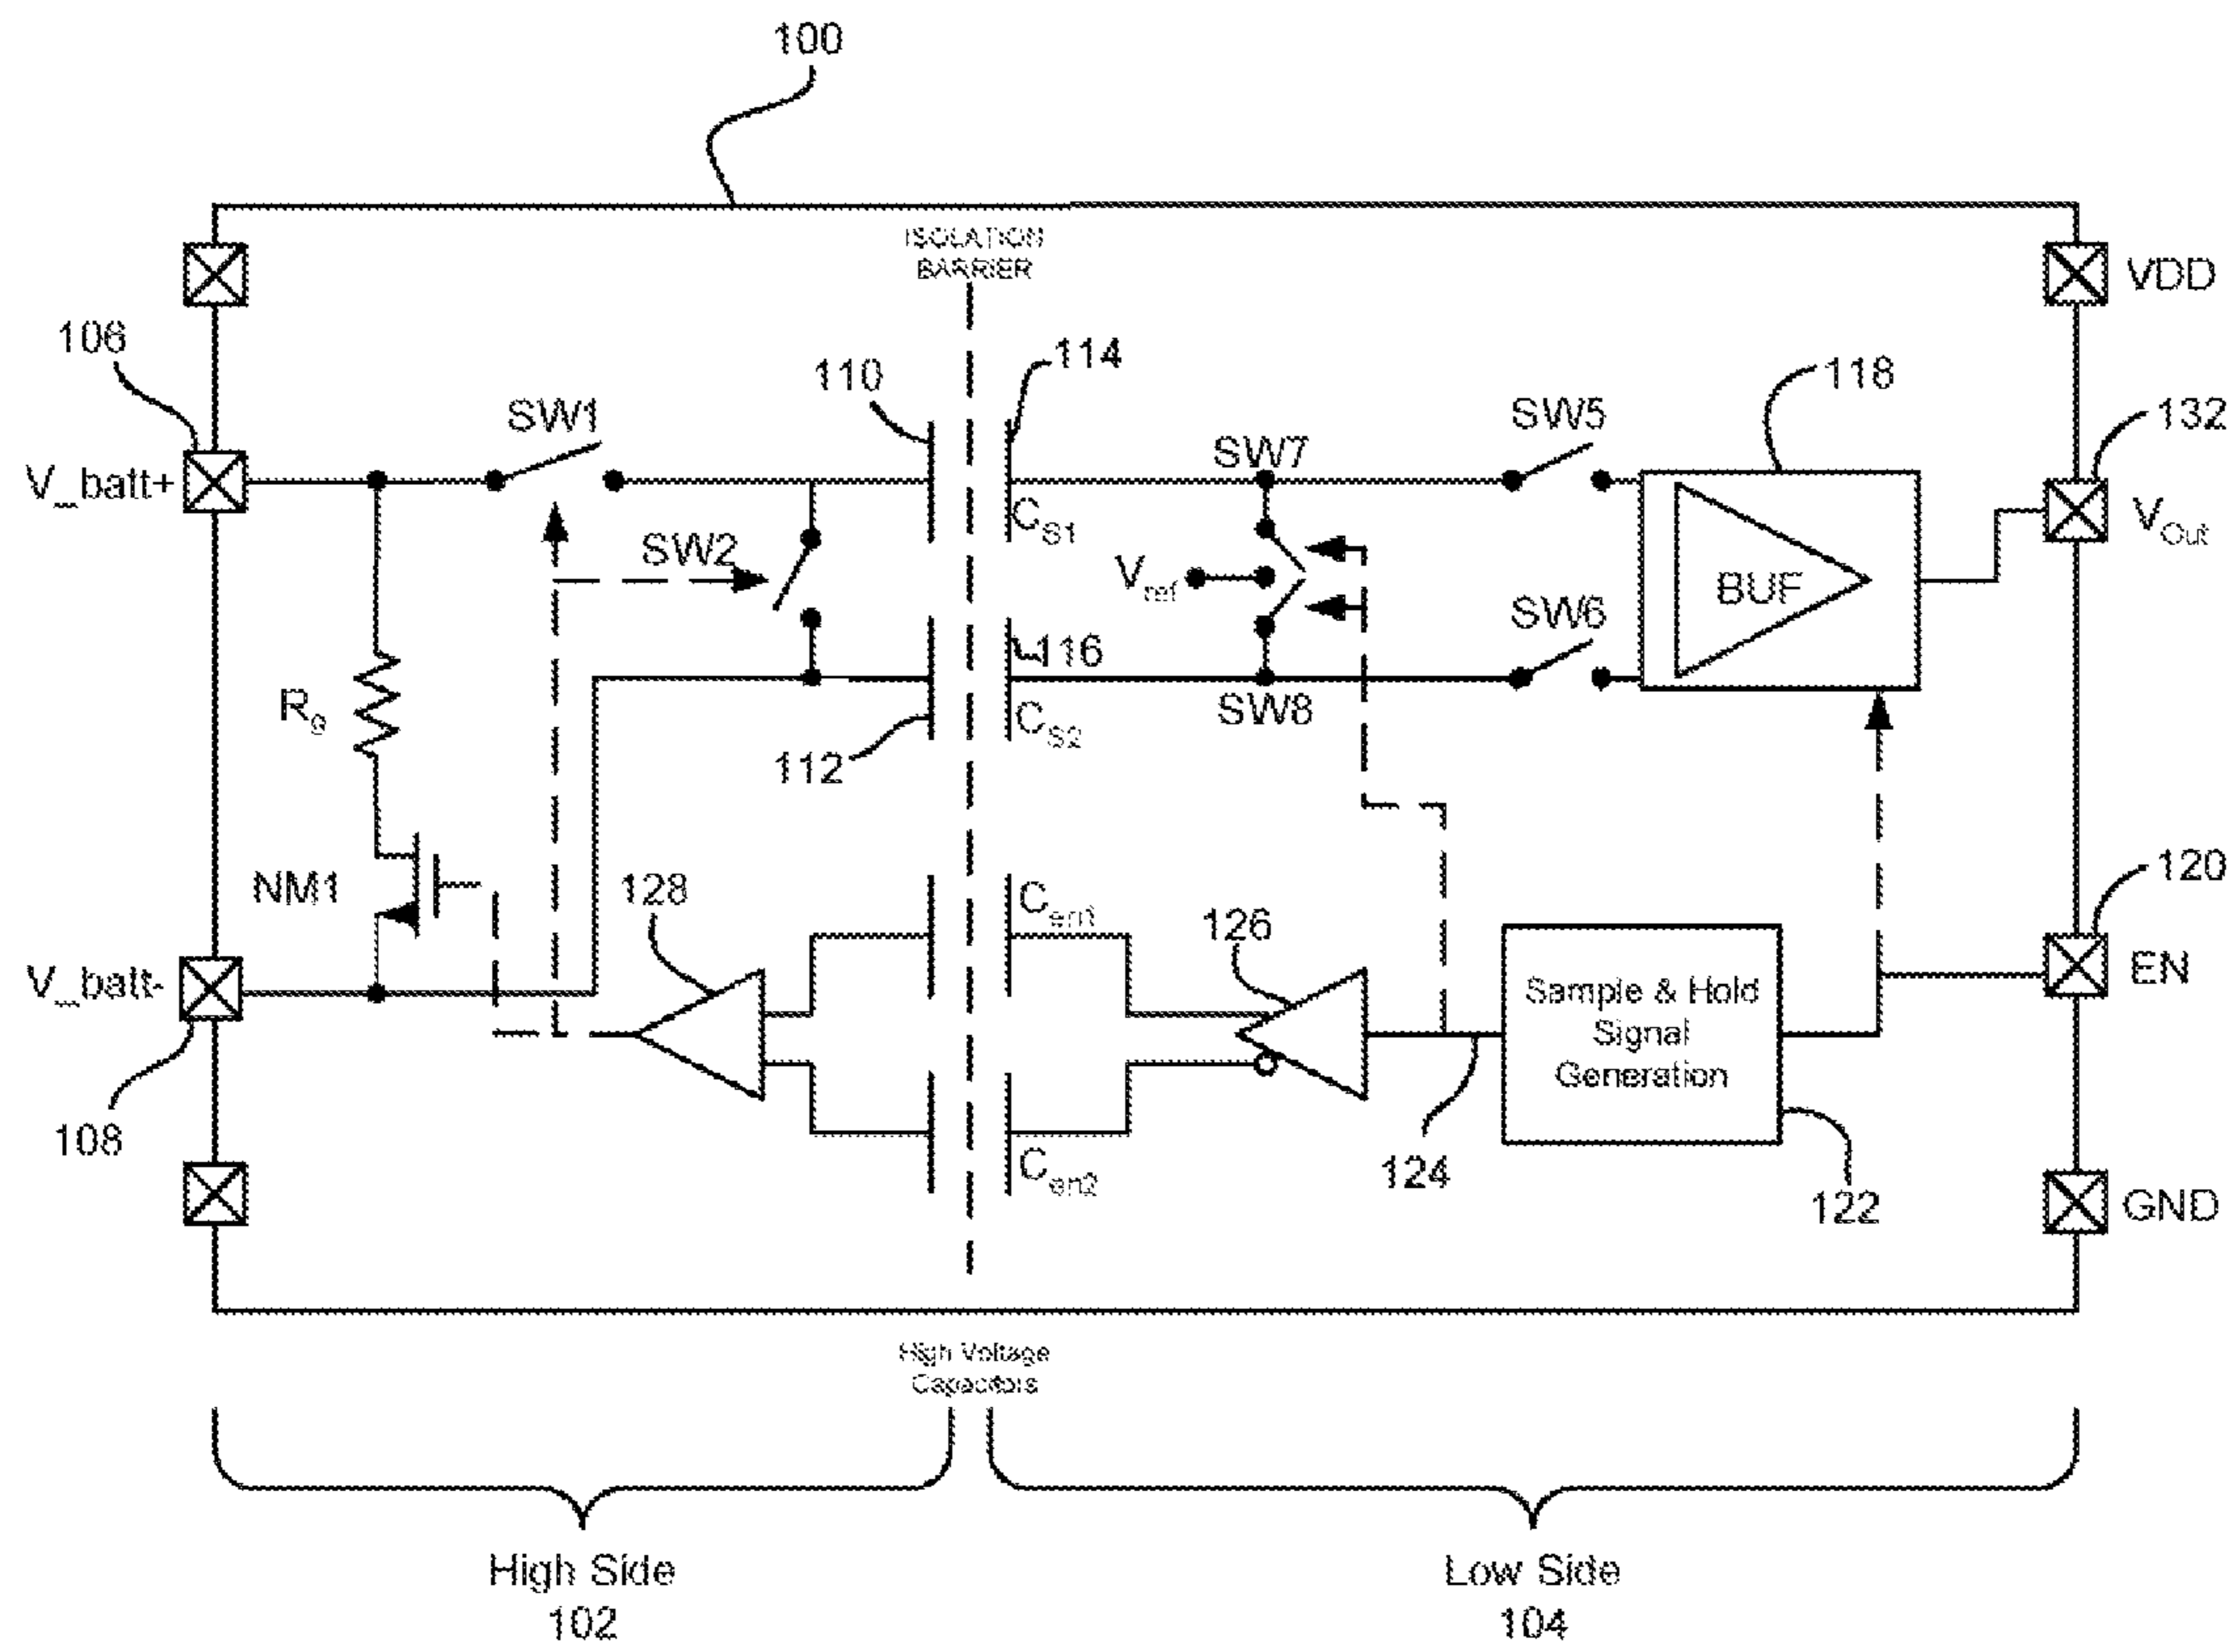 100
ISOLATION
BARRIER
VDD
106
110
114
118
132
SW1
SW7
SW5
V_batt+
C_S1
V_Out
SW2
V_ref
BUF
SW6
116
R_g
SW8
C_S2
112
NM1
128
C_en1
126
120
V_batt-
EN
Sample & Hold
Signal
Generation
108
C_en2
124
122
GND
High Voltage
Capacitors
High Side
102
Low Side
104